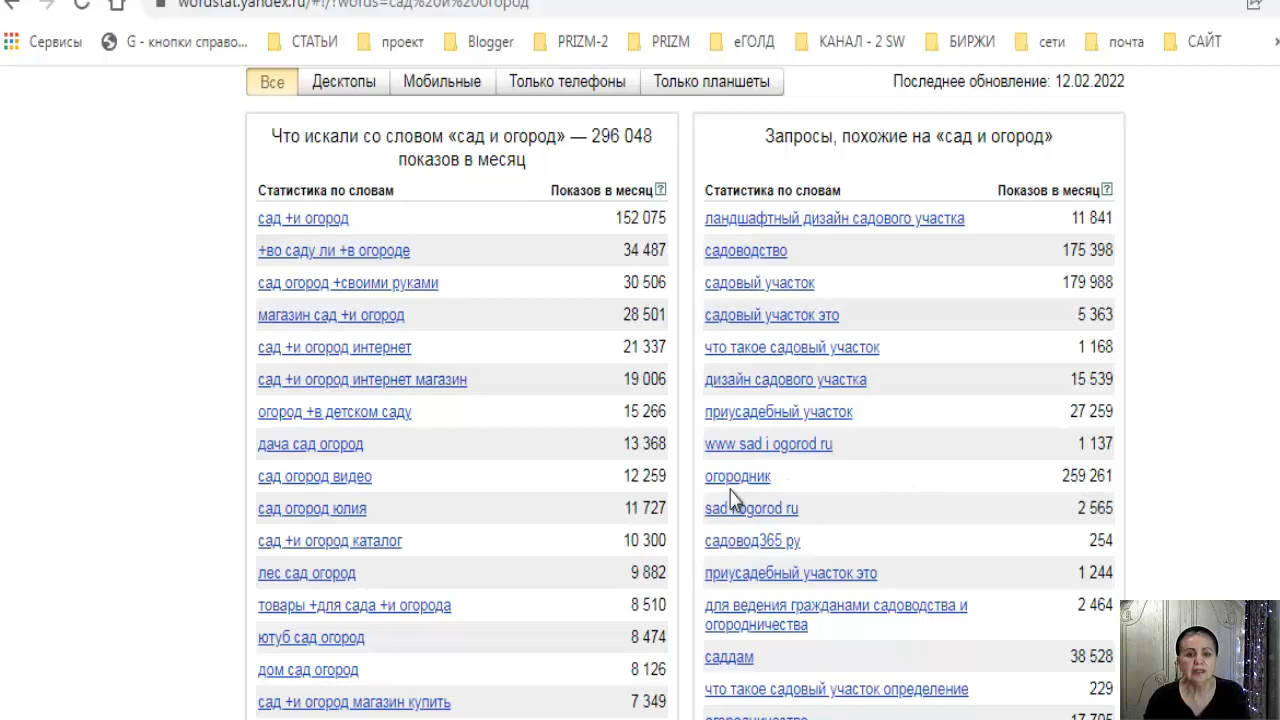 wordstat.yandex.ru/#!/?words=сад%20и%20огород
Сервисы G - кнопки справо... СТАТЬИ проект Blogger PRIZM-2 PRIZM еГОЛД КАНАЛ - 2 SW БИРЖИ сети почта САЙТ
Все Десктопы Мобильные Только телефоны Только планшеты Последнее обновление: 12.02.2022
Что искали со словом «сад и огород» — 296 048
показов в месяц
Статистика по словам Показов в месяц ?
сад +и огород 152 075
+во саду ли +в огороде 34 487
сад огород +своими руками 30 506
магазин сад +и огород 28 501
сад +и огород интернет 21 337
сад +и огород интернет магазин 19 006
огород +в детском саду 15 266
дача сад огород 13 368
сад огород видео 12 259
сад огород юлия 11 727
сад +и огород каталог 10 300
лес сад огород 9 882
товары +для сада +и огорода 8 510
ютуб сад огород 8 474
дом сад огород 8 126
сад +и огород магазин купить 7 349
Запросы, похожие на «сад и огород»
Статистика по словам Показов в месяц ?
ландшафтный дизайн садового участка 11 841
садоводство 175 398
садовый участок 179 988
садовый участок это 5 363
что такое садовый участок 1 168
дизайн садового участка 15 539
приусадебный участок 27 259
www sad i ogorod ru 1 137
огородник 259 261
sad i ogorod ru 2 565
садовод365 ру 254
приусадебный участок это 1 244
для ведения гражданами садоводства и 2 464
огородничества
саддам 38 528
что такое садовый участок определение 229
огородничество 17 705